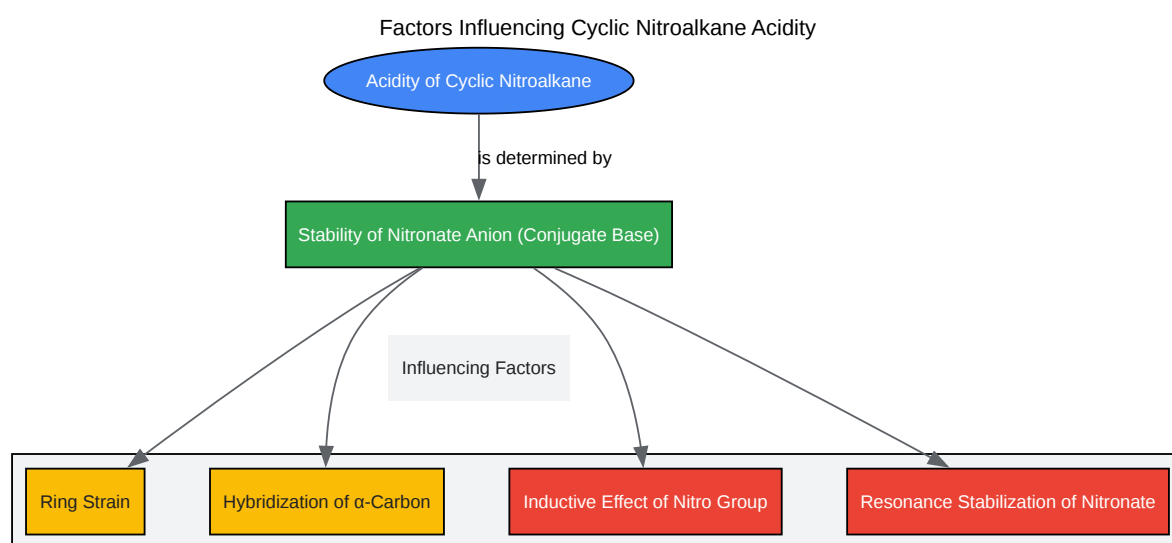 Factors Influencing Cyclic Nitroalkane Acidity
Acidity of Cyclic Nitroalkane
is determined by
Stability of Nitronate Anion (Conjugate Base)
Influencing Factors
Ring Strain
Hybridization of α-Carbon
Inductive Effect of Nitro Group
Resonance Stabilization of Nitronate